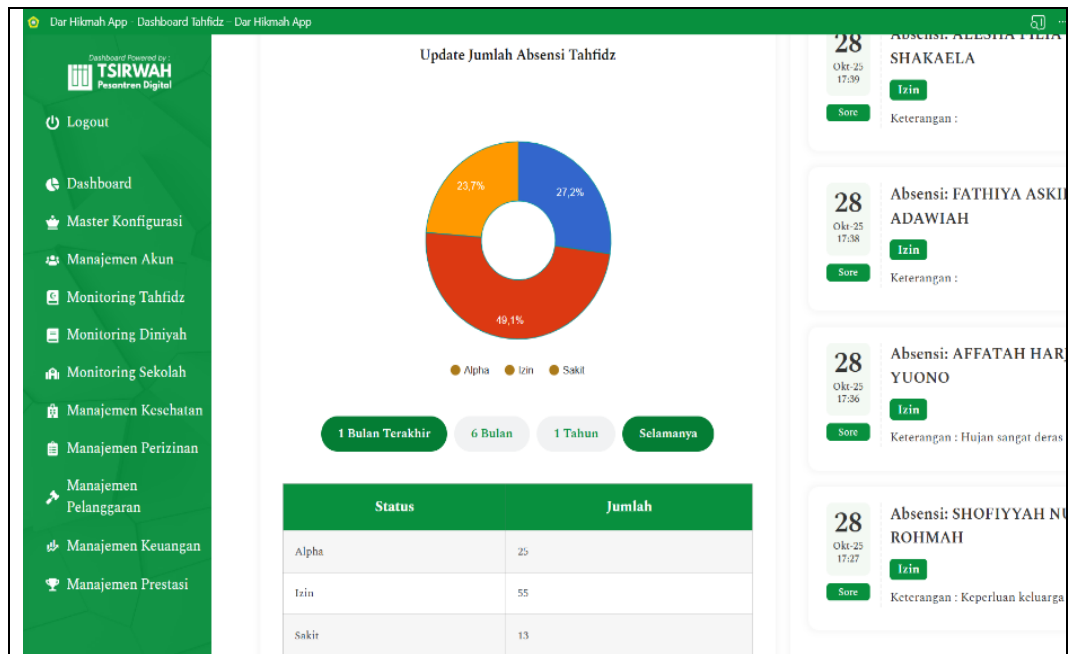 Dar Hikmah App - Dashboard Tahfidz – Dar Hikmah App
Dashboard Powered by :
TSIRWAH
Pesantren Digital
Logout
Dashboard
Master Konfigurasi
Manajemen Akun
Monitoring Tahfidz
Monitoring Diniyah
Monitoring Sekolah
Manajemen Kesehatan
Manajemen Perizinan
Manajemen
Pelanggaran
Manajemen Keuangan
Manajemen Prestasi
Update Jumlah Absensi Tahfidz
23,7%
27,2%
49,1%
Alpha
Izin
Sakit
1 Bulan Terakhir
6 Bulan
1 Tahun
Selamanya
Status
Jumlah
Alpha
25
Izin
55
Sakit
13
28
Okt-25
17:39
Sore
Absensi:
SHAKAELA
Izin
Keterangan :
28
Okt-25
17:38
Sore
Absensi: FATHIYA
ADAWIAH
Izin
Keterangan :
28
Okt-25
17:36
Sore
Absensi: AFFATAH
YUONO
Izin
Keterangan : Hujan sangat deras
28
Okt-25
17:27
Sore
Absensi: SHOFIYYAH
ROHMAH
Izin
Keterangan : Keperluan keluarga